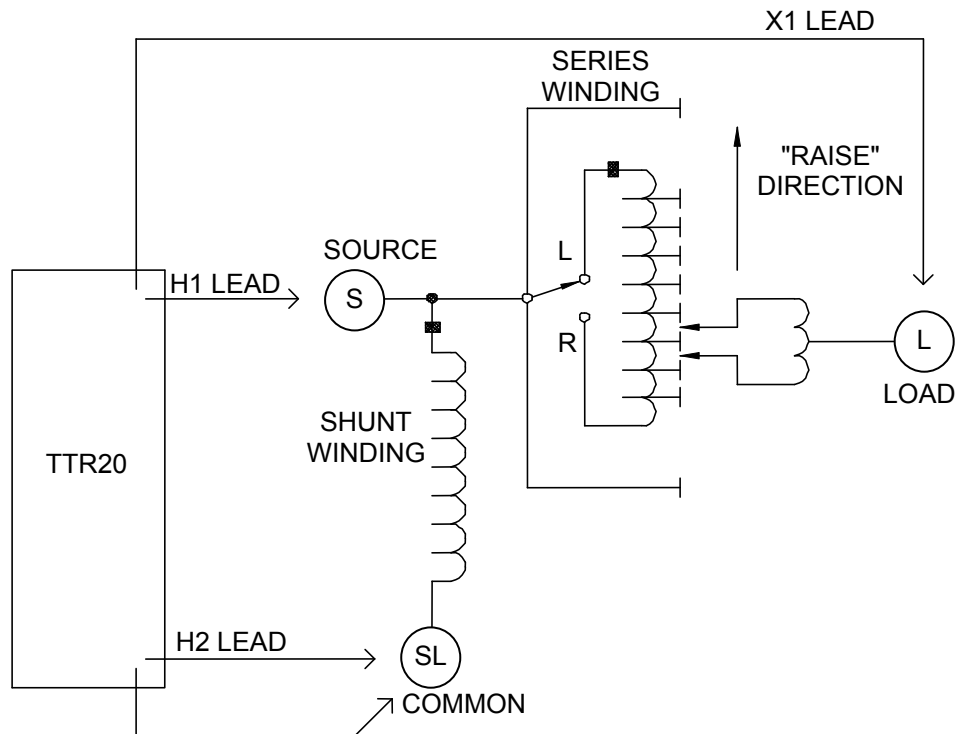 X1 LEAD
SERIES
WINDING
"RAISE"
DIRECTION
SOURCE
H1 LEAD
S
L
R
L
LOAD
SHUNT
WINDING
TTR20
H2 LEAD
SL
COMMON